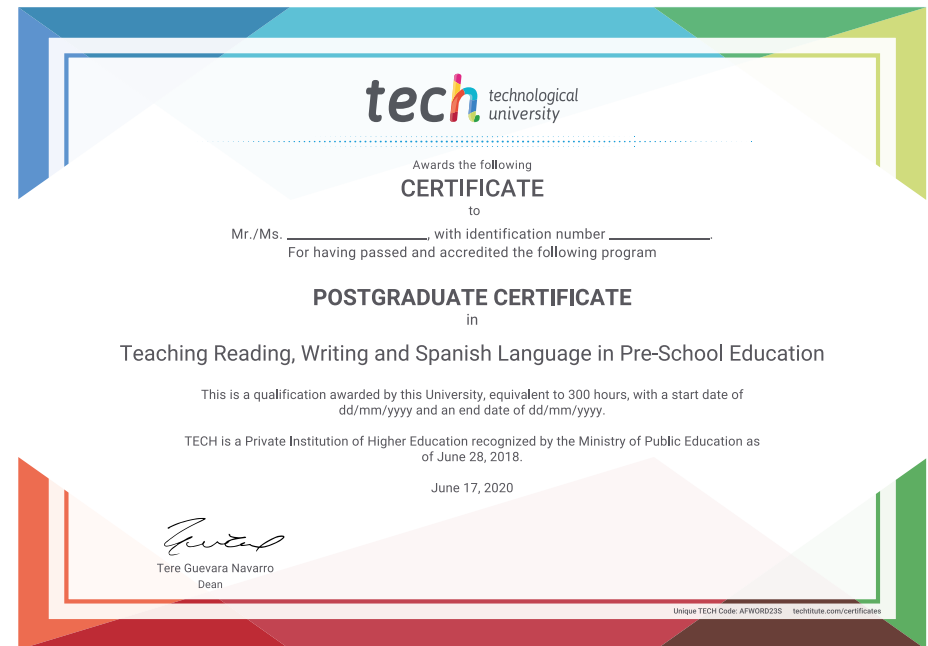 tech technological
university
Awards the following
CERTIFICATE
to
Mr./Ms. ____________________, with identification number ______________.
For having passed and accredited the following program
POSTGRADUATE CERTIFICATE
in
Teaching Reading, Writing and Spanish Language in Pre-School Education
This is a qualification awarded by this University, equivalent to 300 hours, with a start date of
dd/mm/yyyy and an end date of dd/mm/yyyy.
TECH is a Private Institution of Higher Education recognized by the Ministry of Public Education as
of June 28, 2018.
June 17, 2020
Tere Guevara Navarro
Dean
Unique TECH Code: AFWORD23S techtitute.com/certificates